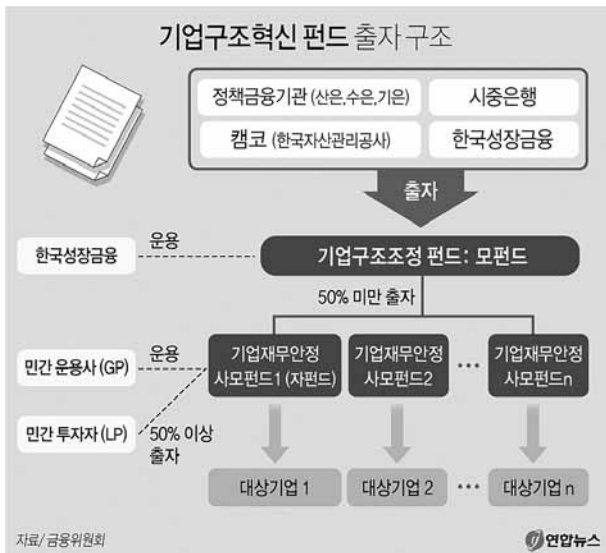 기업구조혁신 펀드 출자 구조
정책금융기관 (산은,수은,기은) 시중은행
캠코 (한국자산관리공사) 한국성장금융
출자
한국성장금융 운용 기업구조조정 펀드: 모펀드
50% 미만 출자
민간 운용사 (GP) 운용
기업재무안정
사모펀드1 (자펀드)
기업재무안정
사모펀드2
•••
기업재무안정
사모펀드n
민간 투자자 (LP) 50% 이상
출자
대상기업 1 대상기업 2 ••• 대상기업 n
자료/ 금융위원회 연합뉴스